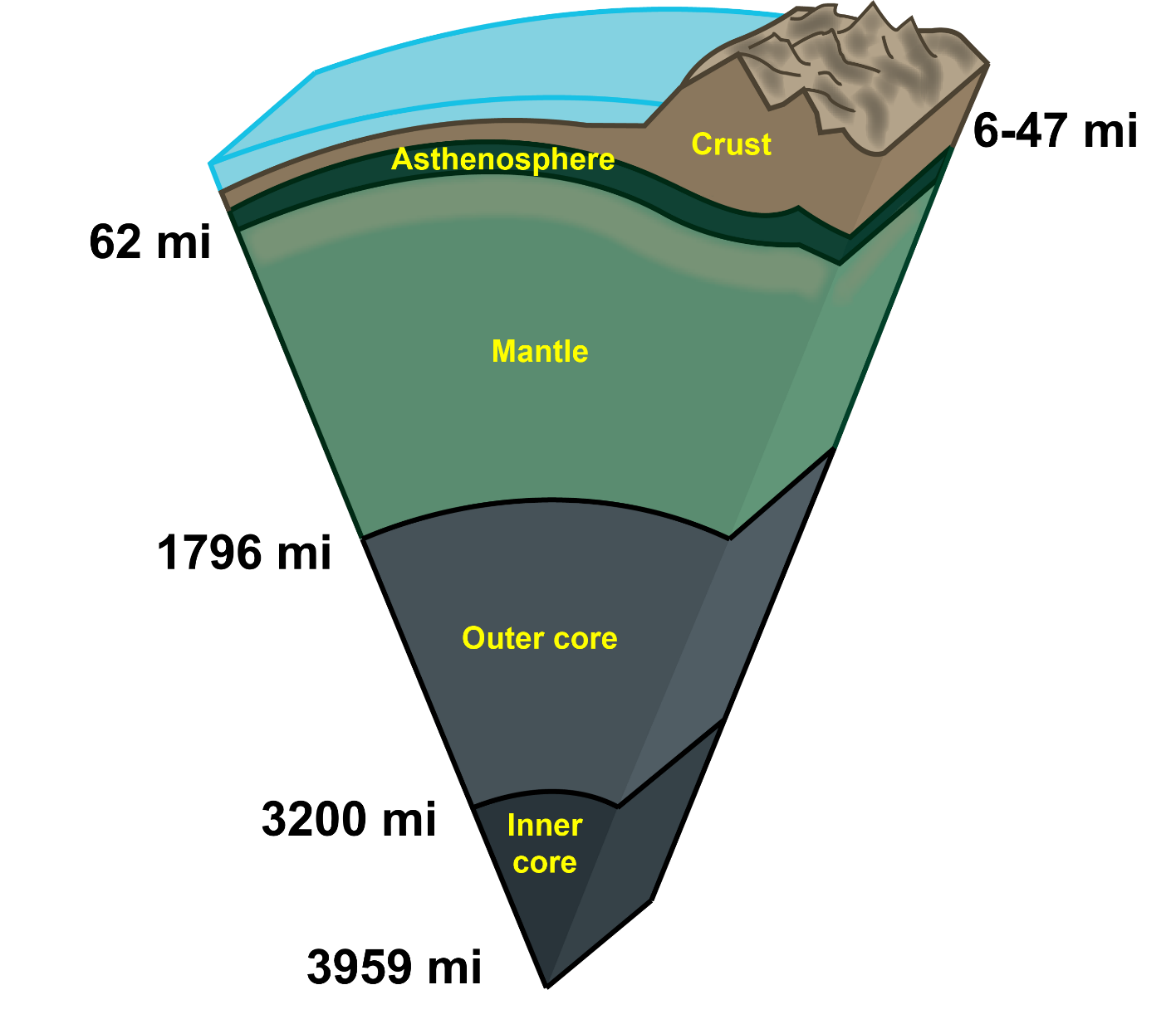 6-47 mi
Crust
Asthenosphere
62 mi
Mantle
1796 mi
Outer core
3200 mi
Inner
core
3959 mi